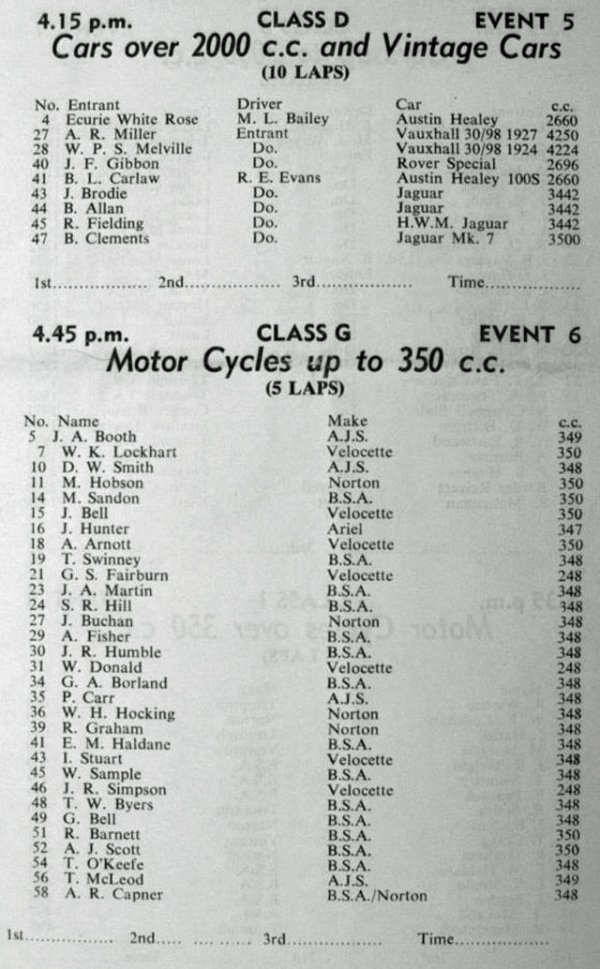 4.15 p.m. CLASS D EVENT 5
Cars over 2000 c.c. and Vintage Cars
(10 LAPS)
No. Entrant Driver Car c.c.
4 Ecurie White Rose M. L. Bailey Austin Healey 2660
27 A. R. Miller Entrant Vauxhall 30/98 1927 4250
28 W. P. S. Melville Do. Vauxhall 30/98 1924 4224
40 J. F. Gibbon Do. Rover Special 2696
41 B. L. Carlaw R. E. Evans Austin Healey 100S 2660
43 J. Brodie Do. Jaguar 3442
44 B. Allan Do. Jaguar 3442
45 R. Fielding Do. H.W.M. Jaguar 3442
47 B. Clements Do. Jaguar Mk. 7 3500
1st................. 2nd................. 3rd................. Time.................
4.45 p.m. CLASS G EVENT 6
Motor Cycles up to 350 c.c.
(5 LAPS)
No. Name Make c.c.
5 J. A. Booth A.J.S. 349
7 W. K. Lockhart Velocette 350
10 D. W. Smith A.J.S. 348
11 M. Hobson Norton 350
14 M. Sandon B.S.A. 350
15 J. Bell Velocette 350
16 J. Hunter Ariel 347
18 A. Arnott Velocette 350
19 T. Swinney B.S.A. 348
21 G. S. Fairburn Velocette 248
23 J. A. Martin B.S.A. 348
24 S. R. Hill B.S.A. 348
27 J. Buchan Norton 348
29 A. Fisher B.S.A. 348
30 J. R. Humble B.S.A. 348
31 W. Donald Velocette 248
34 G. A. Borland B.S.A. 348
35 P. Carr A.J.S. 348
36 W. H. Hocking Norton 348
39 R. Graham Norton 348
41 E. M. Haldane B.S.A. 348
43 I. Stuart Velocette 348
45 W. Sample B.S.A. 348
46 J. R. Simpson Velocette 248
48 T. W. Byers B.S.A. 348
49 G. Bell B.S.A. 348
51 R. Barnett B.S.A. 350
52 A. J. Scott B.S.A. 350
54 T. O'Keefe B.S.A. 348
56 T. McLeod A.J.S. 349
58 A. R. Capner B.S.A./Norton 348
1st................ 2nd..... .... ..... 3rd................. Time.................